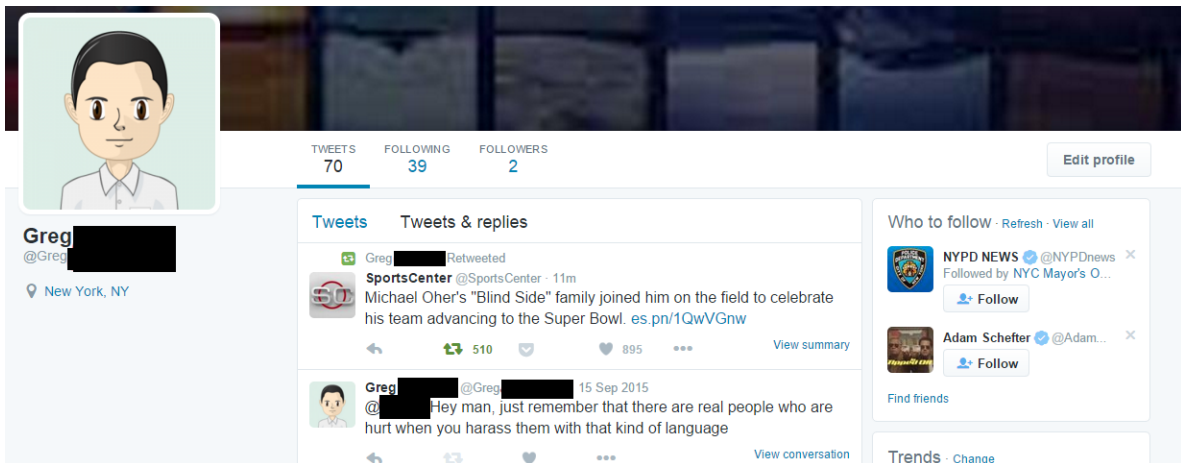 TWEETS FOLLOWING FOLLOWERS
70 39 2
Edit profile
Greg
@Greg
New York, NY
Tweets Tweets & replies
Greg Retweeted
SportsCenter @SportsCenter · 11m
Michael Oher's "Blind Side" family joined him on the field to celebrate
his team advancing to the Super Bowl. es.pn/1QwVGnw
510 895 View summary
Greg @Greg 15 Sep 2015
@ Hey man, just remember that there are real people who are
hurt when you harass them with that kind of language
View conversation
Who to follow · Refresh · View all
NYPD NEWS @NYPDnews
Followed by NYC Mayor's O...
Follow
Adam Schefter @Adam...
Follow
Find friends
Trends · Change